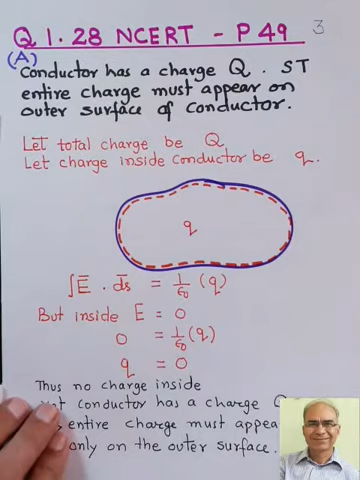 Q 1.28 NCERT - P 49
3
(A)
Conductor has a charge Q. ST
entire charge must appear on
outer surface of conductor.
Let total charge be Q
Let charge inside conductor be q.
q
∫Ē . ds̄ = 1/ε0 (q)
But inside E = 0
0 = 1/ε0 (q)
q = 0
Thus no charge inside
conductor has a charge
entire charge must
only on the outer surface.